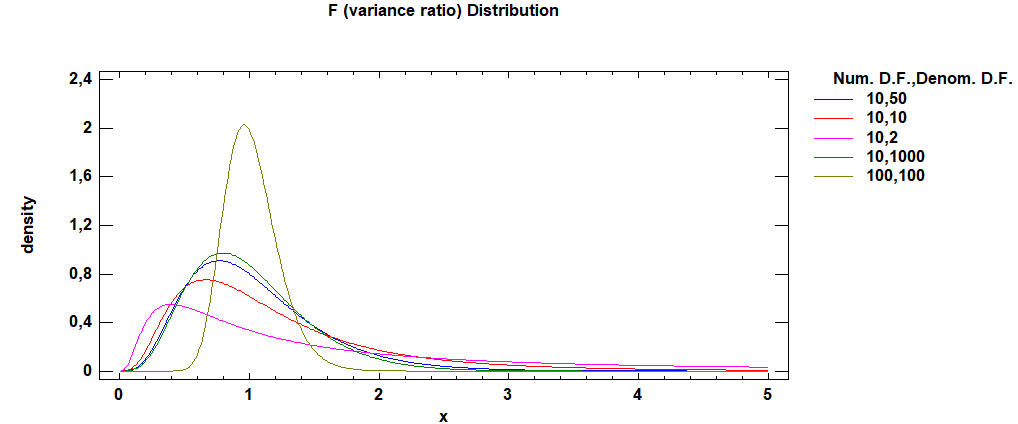 F (variance ratio) Distribution
Num. D.F.,Denom. D.F.
10,50
10,10
10,2
10,1000
100,100
density
2,4
2
1,6
1,2
0,8
0,4
0
0 1 2 3 4 5
x